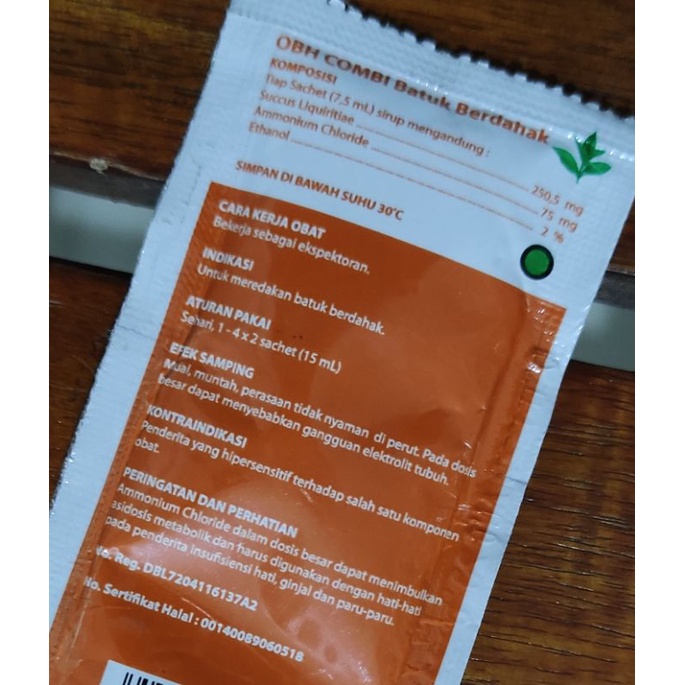 OBH COMBI Batuk Berdahak
KOMPOSISI
Tiap Sachet (7,5 mL) sirup mengandung :
Succus Liquiritiae 250,5 mg
Ammonium Chloride 75 mg
Ethanol 2 %
SIMPAN DI BAWAH SUHU 30°C
CARA KERJA OBAT
Bekerja sebagai ekspektoran.
INDIKASI
Untuk meredakan batuk berdahak.
ATURAN PAKAI
Sehari, 1 - 4 x 2 sachet (15 mL)
EFEK SAMPING
Mual, muntah, perasaan tidak nyaman di perut. Pada dosis
besar dapat menyebabkan gangguan elektrolit tubuh.
KONTRAINDIKASI
Penderita yang hipersensitif terhadap salah satu komponen
obat.
PERINGATAN DAN PERHATIAN
Ammonium Chloride dalam dosis besar dapat menimbulkan
asidosis metabolik dan harus digunakan dengan hati-hati
pada penderita insufisiensi hati, ginjal dan paru-paru.
No. Reg. DBL7204116137A2
No. Sertifikat Halal : 00140089060518